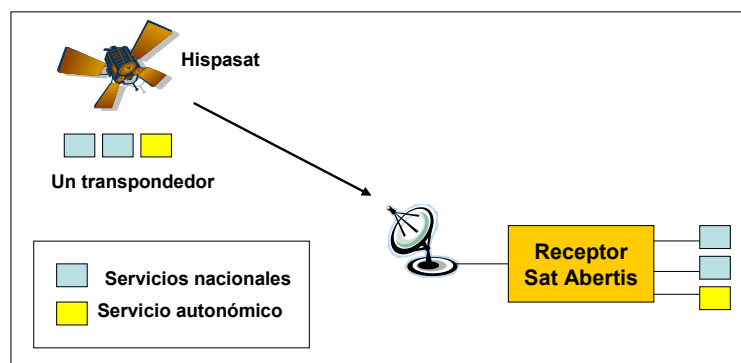 Hispasat
Un transpondedor
Servicios nacionales
Servicio autonómico
Receptor
Sat Abertis